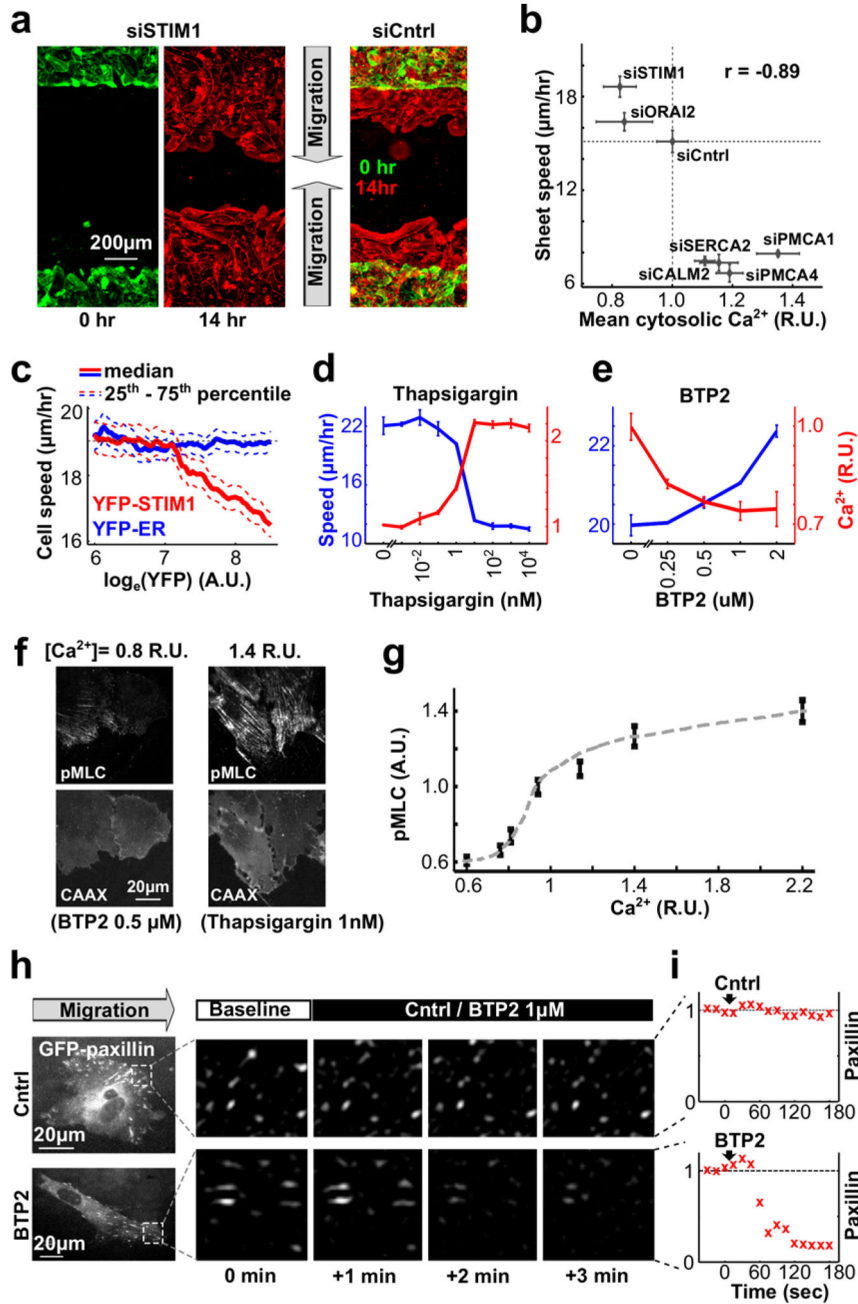 a
siSTIM1
siCntrl
Migration
Migration
200µm
0 hr
14hr
0 hr
14 hr
b
r = -0.89
siSTIM1
siORAI2
siCntrl
siSERCA2
siPMCA1
siCALM2
siPMCA4
Sheet speed (µm/hr)
18
14
12
6
0.8
1.0
1.2
1.4
Mean cytosolic Ca²⁺ (R.U.)
c
median
25th - 75th percentile
Cell speed (µm/hr)
20
19
18
17
16
YFP-STIM1
YFP-ER
6
7
8
logₑ(YFP) (A.U.)
d
Thapsigargin
Speed (µm/hr)
22
16
12
10
2
1
0
10⁻²
1
10²
10⁴
Thapsigargin (nM)
e
BTP2
22
20
1.0
0.7
Ca²⁺ (R.U.)
0
0.25
0.5
1
2
BTP2 (uM)
f
[Ca²⁺]= 0.8 R.U.
1.4 R.U.
pMLC
pMLC
CAAX
20µm
CAAX
(BTP2 0.5 µM)
(Thapsigargin 1nM)
g
pMLC (A.U.)
1.4
1.0
0.6
0.6
1
1.4
1.8
2.2
Ca²⁺ (R.U.)
h
Migration
Baseline
Cntrl / BTP2 1µM
GFP-paxillin
Cntrl
20µm
BTP2
20µm
0 min
+1 min
+2 min
+3 min
i
Cntrl
1
Paxillin
0
60
120
180
BTP2
1
0
Paxillin
0
60
120
180
Time (sec)